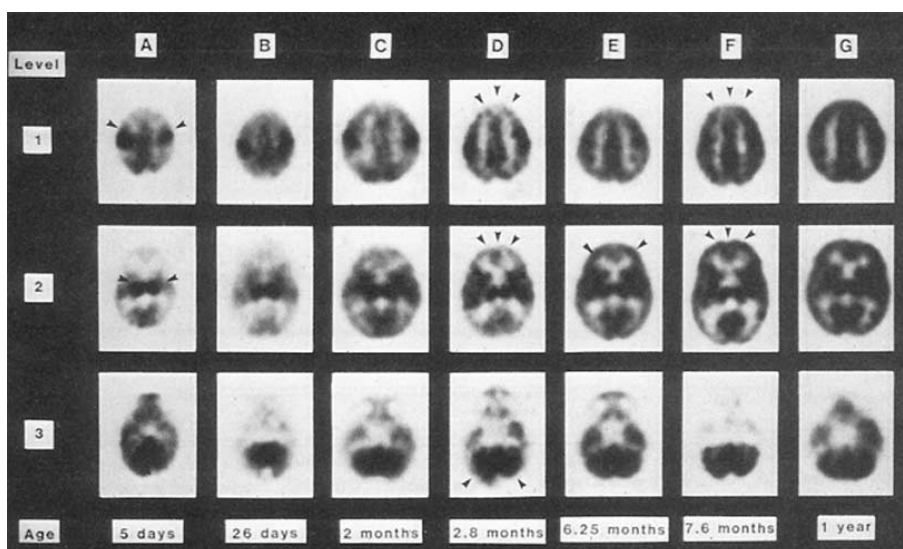 A B C D E F G
Level
1
2
3
Age 5 days 26 days 2 months 2.8 months 6.25 months 7.6 months 1 year